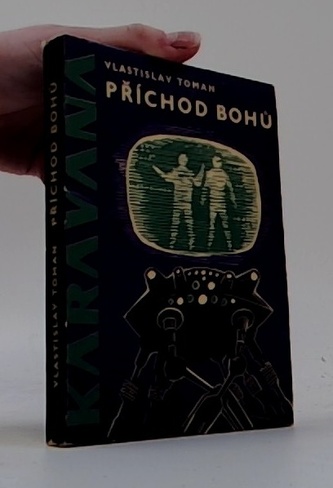 VLASTISLAV TOMAN
PŘÍCHOD BOHŮ
KARAVANA
VLASTISLAV TOMAN PŘÍCHOD BOHŮ